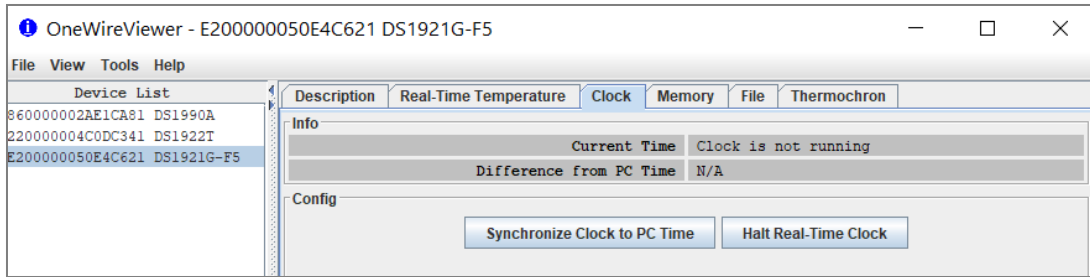 OneWireViewer - E200000050E4C621 DS1921G-F5
File View Tools Help
Device List
860000002AE1CA81 DS1990A
220000004C0DC341 DS1922T
E200000050E4C621 DS1921G-F5
Description Real-Time Temperature Clock Memory File Thermochron
Info
Current Time Clock is not running
Difference from PC Time N/A
Config
Synchronize Clock to PC Time Halt Real-Time Clock